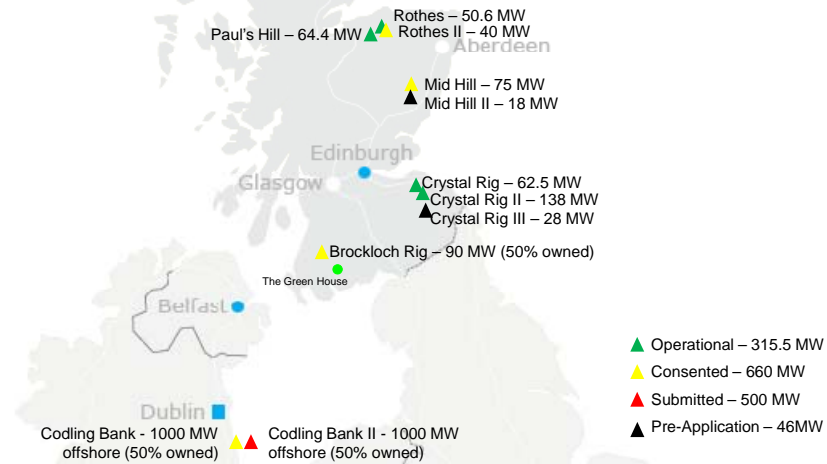 Rothes – 50.6 MW
Paul's Hill – 64.4 MW
Rothes II – 40 MW
Aberdeen
Mid Hill – 75 MW
Mid Hill II – 18 MW
Edinburgh
Glasgow
Crystal Rig – 62.5 MW
Crystal Rig II – 138 MW
Crystal Rig III – 28 MW
Brockloch Rig – 90 MW (50% owned)
The Green House
Belfast
Operational – 315.5 MW
Consented – 660 MW
Submitted – 500 MW
Pre-Application – 46MW
Dublin
Codling Bank - 1000 MW
offshore (50% owned)
Codling Bank II - 1000 MW
offshore (50% owned)